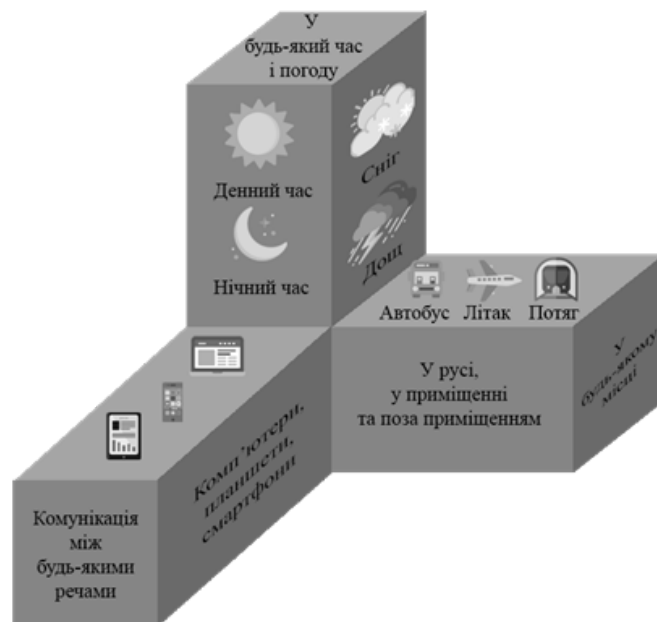 У
будь-який час
і погоду
Денний час
Нічний час
Сніг
Дощ
Автобус Літак Потяг
У русі,
у приміщенні
та поза приміщенням
У
будь-якому
місці
Комп’ютери,
планшети,
смартфони
Комунікація
між
будь-якими
речами